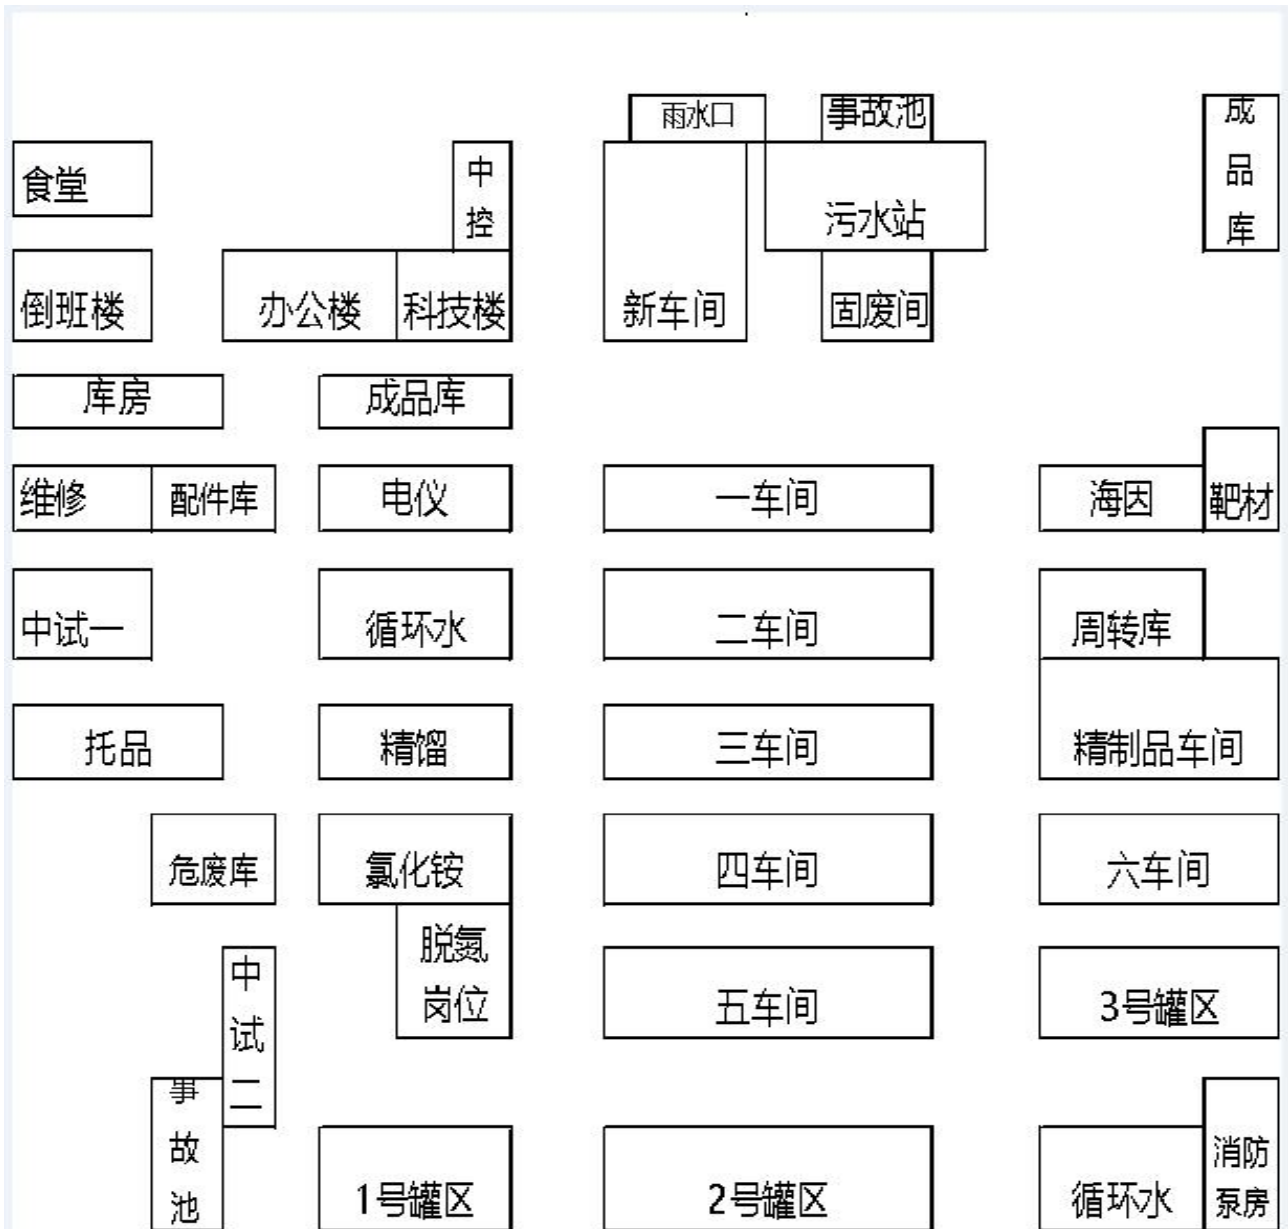 雨水口
事故池
成品库
食堂
中控
污水站
倒班楼
办公楼
科技楼
新车间
固废间
库房
成品库
维修
配件库
电仪
一车间
海因
靶材
中试一
循环水
二车间
周转库
托品
精馏
三车间
精制品车间
危废库
氯化铵
四车间
六车间
脱氮
岗位
中试二
五车间
3号罐区
事故池
1号罐区
2号罐区
循环水
消防
泵房